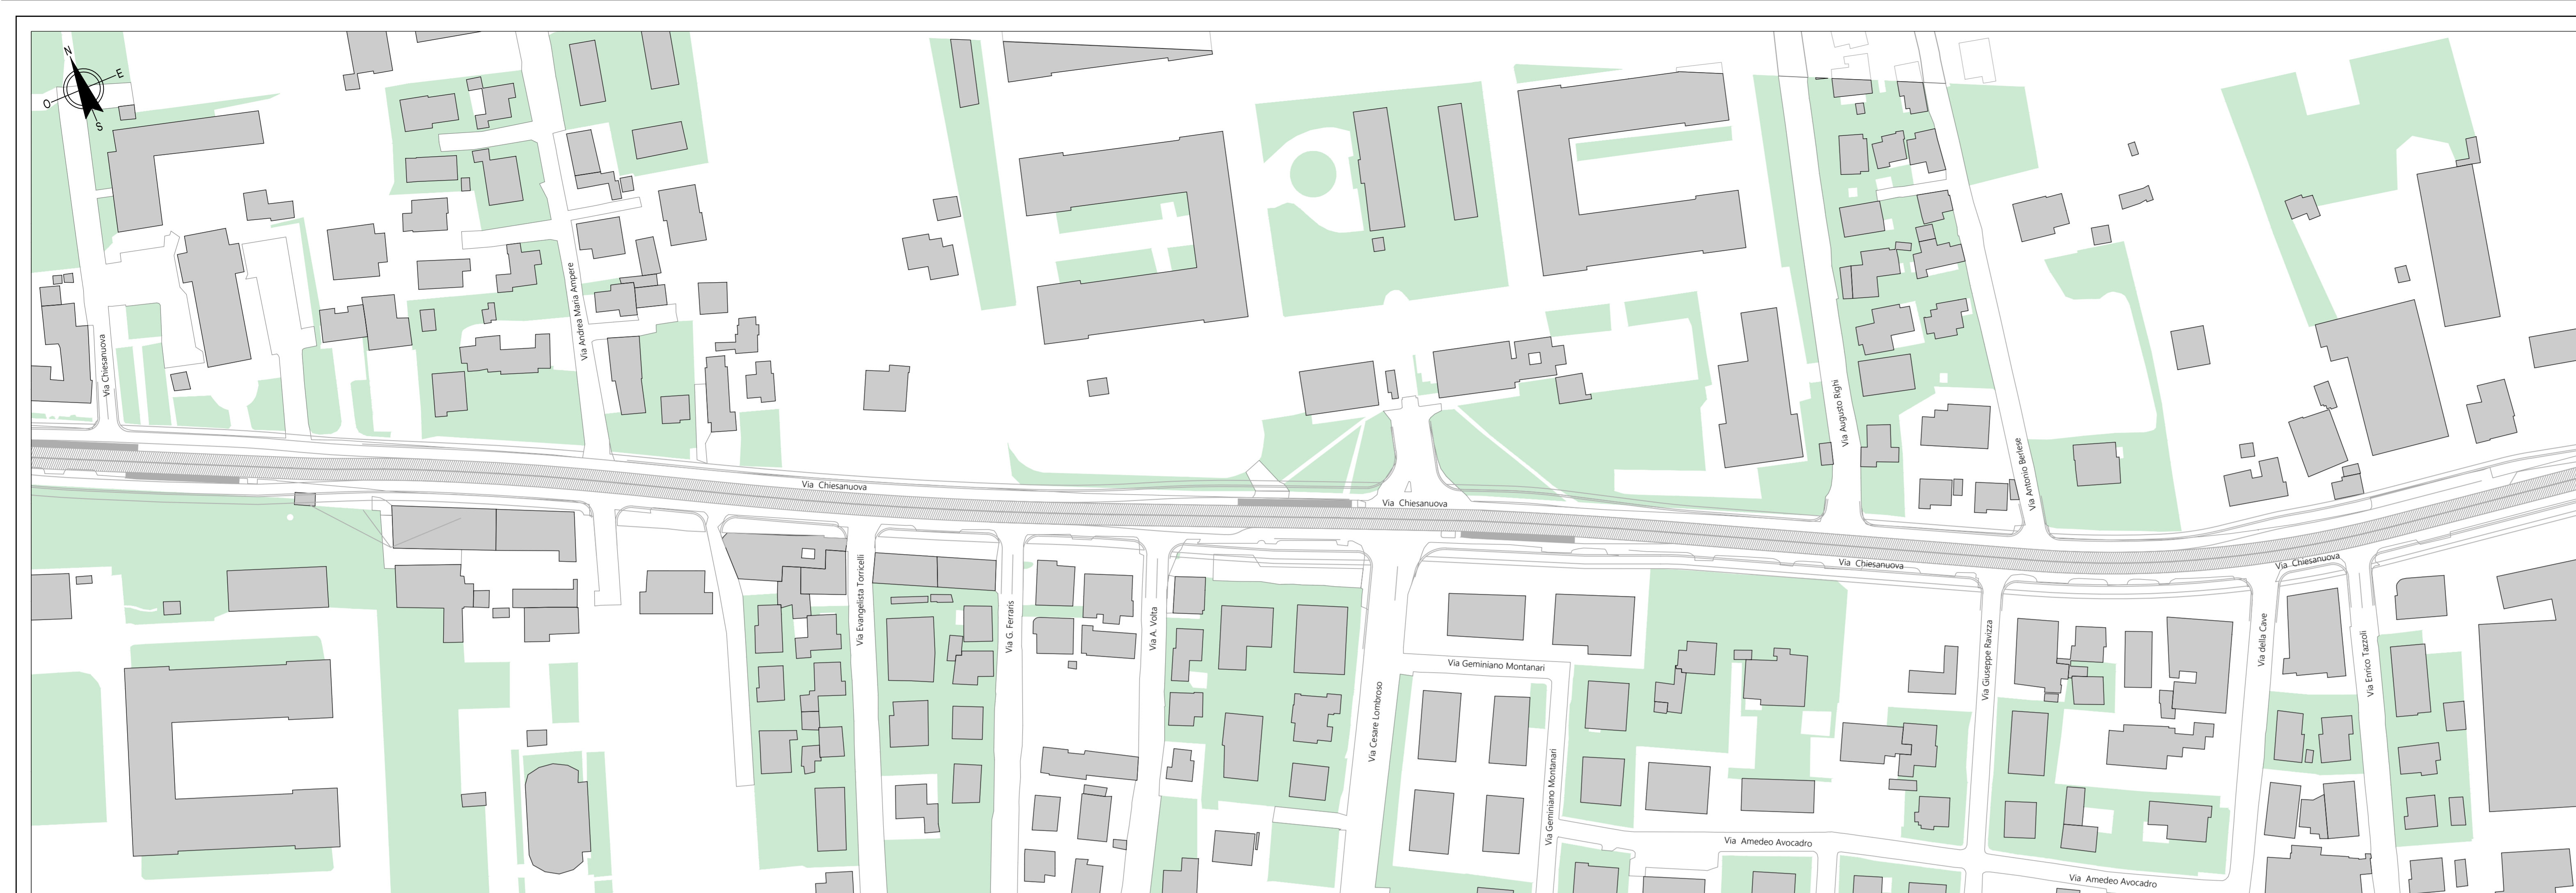 N
E
O
S
Via Chiesanuova
Via Andrea Maria Ampere
Via Augusto Righi
Via Antonio Berlese
Via Chiesanuova
Via Chiesanuova
Via Chiesanuova
Via Chiesanuova
Via Evangelista Torricelli
Via G. Ferraris
Via A. Volta
Via Cesare Lombroso
Via Geminiano Montanari
Via Geminiano Montanari
Via Giuseppe Ravizza
Via della Cave
Via Enrico Tazzoli
Via Amedeo Avocadro
Via Amedeo Avocadro